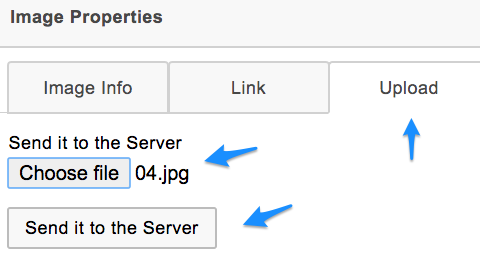 Image Properties
Image Info Link Upload
Send it to the Server
Choose file 04.jpg
Send it to the Server